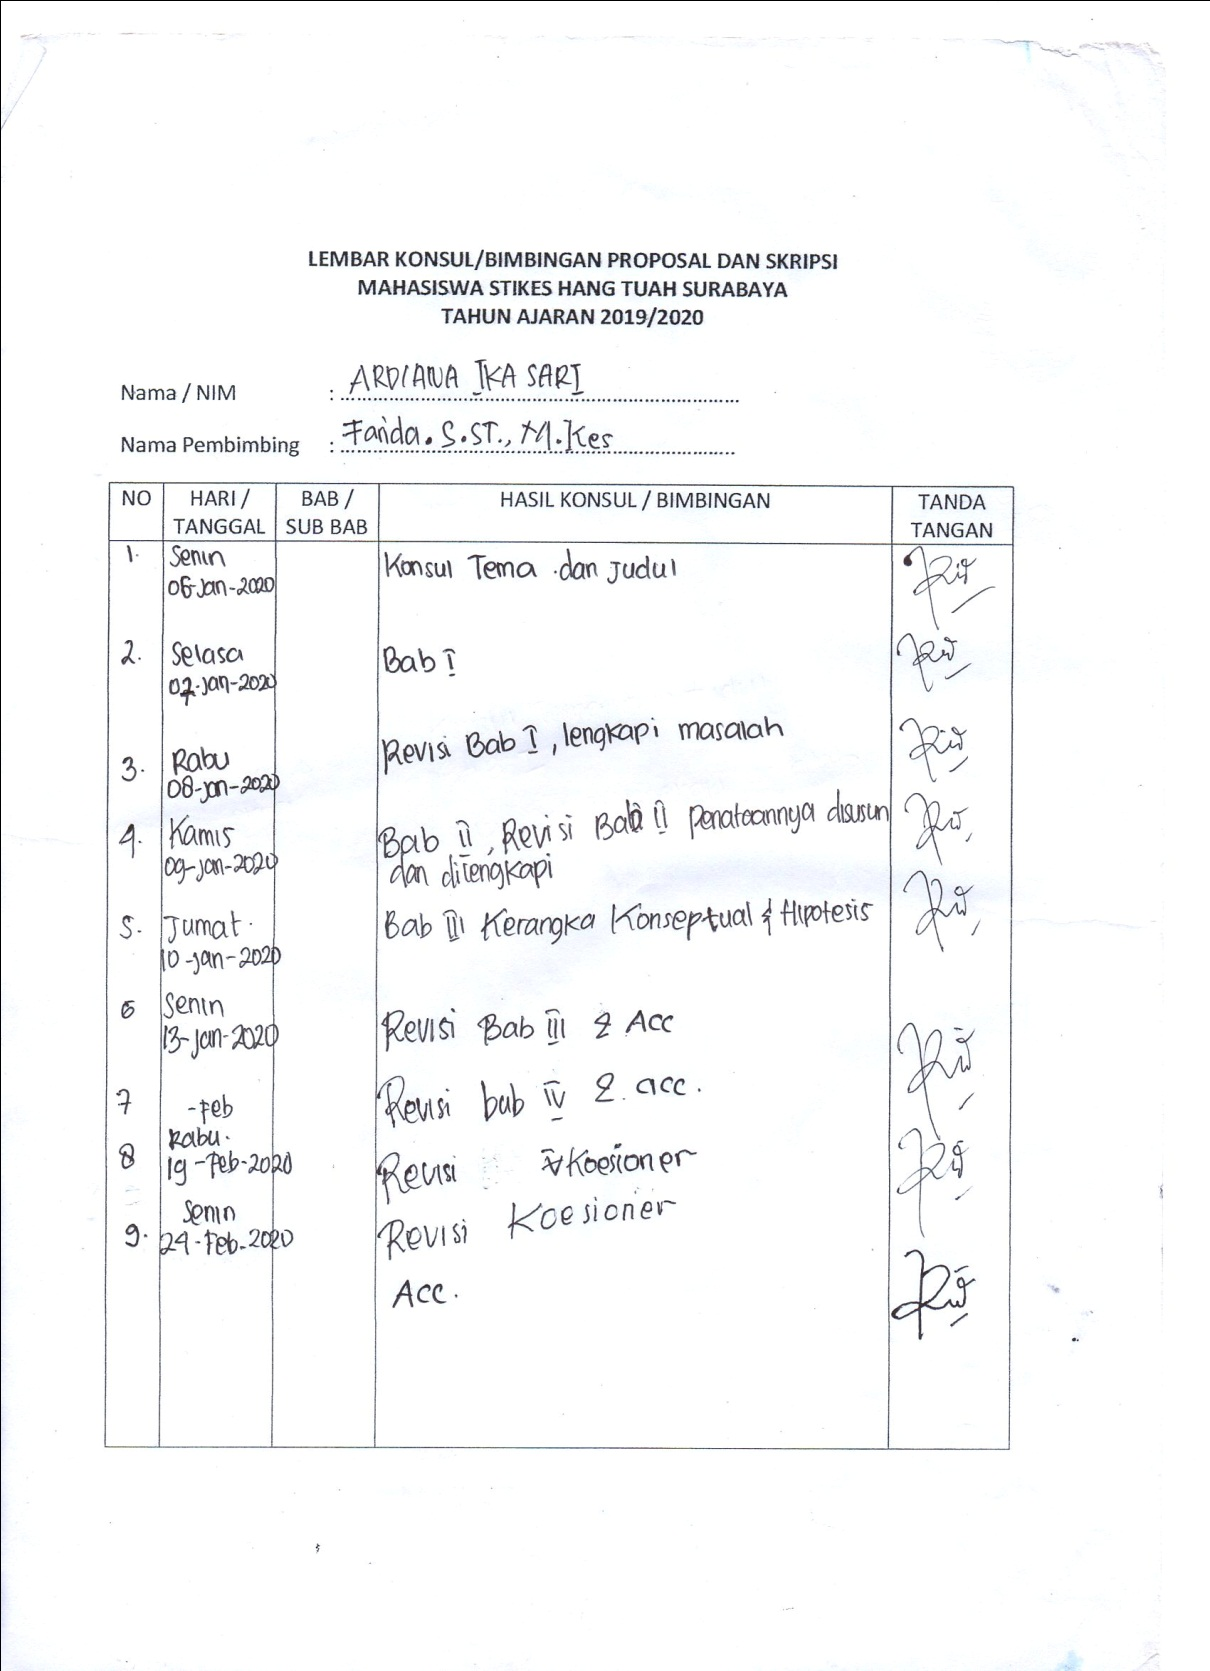 LEMBAR KONSUL/BIMBINGAN PROPOSAL DAN SKRIPSI
MAHASISWA STIKES HANG TUAH SURABAYA
TAHUN AJARAN 2019/2020
Nama / NIM : ARDIANA IKA SARI
Nama Pembimbing : Farida. S.ST., M.Kes
NO HARI / TANGGAL BAB / SUB BAB HASIL KONSUL / BIMBINGAN TANDA TANGAN
1. Senin Konsul Tema dan Judul
06-Jan-2020
2. Selasa Bab I
07-Jan-2020
3. Rabu Revisi Bab I, lengkapi masalah
08-Jan-2020
4. Kamis Bab II, Revisi Bab II disusun
09-Jan-2020 dan dilengkapi
5. Jumat. Bab III Kerangka Konseptual & Hipotesis
10-Jan-2020
6 Senin Revisi Bab III & Acc
13-Jan-2020
7 -Feb Revisi bab IV & acc.
8 Rabu. Revisi Koesioner
19-Feb-2020
9. Senin Revisi Koesioner
24-Feb-2020
Acc.